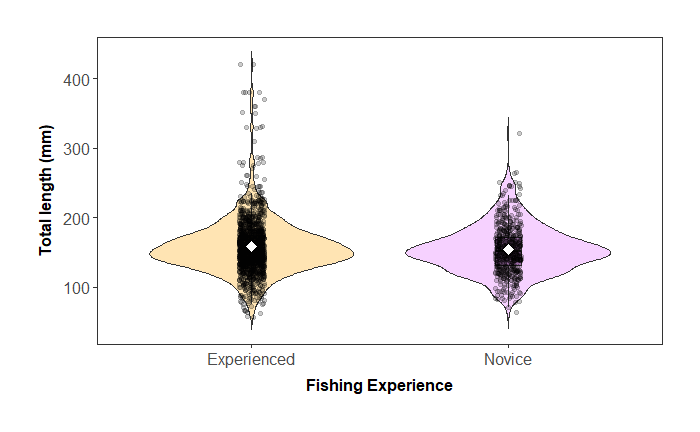 Total length (mm)
400
300
200
100
Experienced
Novice
Fishing Experience